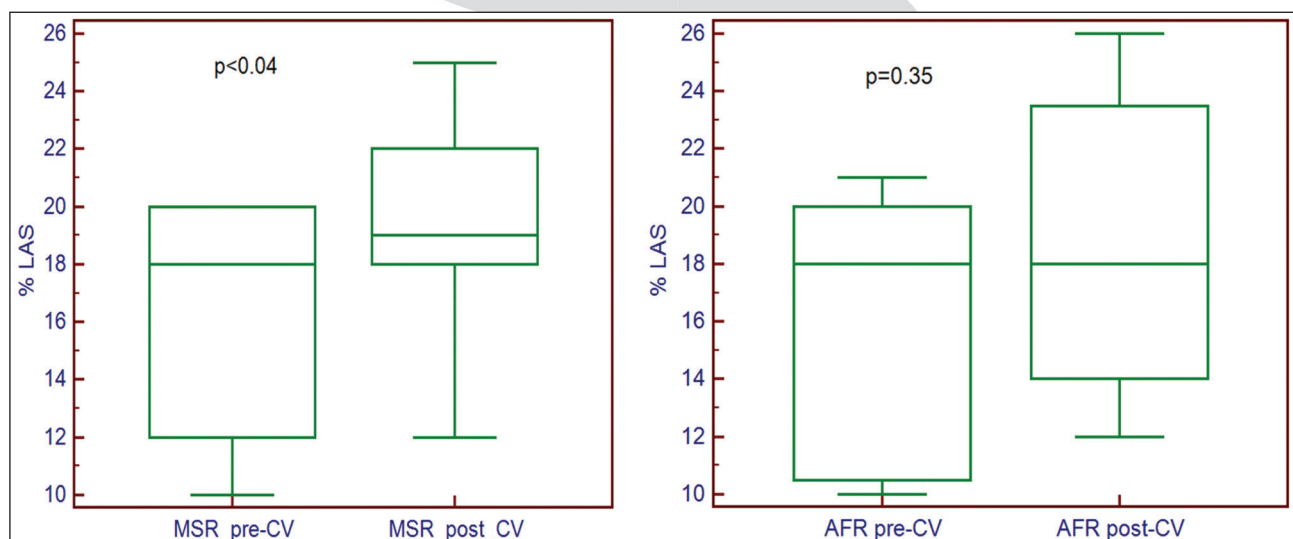 26
24
22
20
18
16
14
12
10
% LAS
p<0.04
MSR pre-CV
MSR post CV
26
24
22
20
18
16
14
12
10
% LAS
p=0.35
AFR pre-CV
AFR post-CV